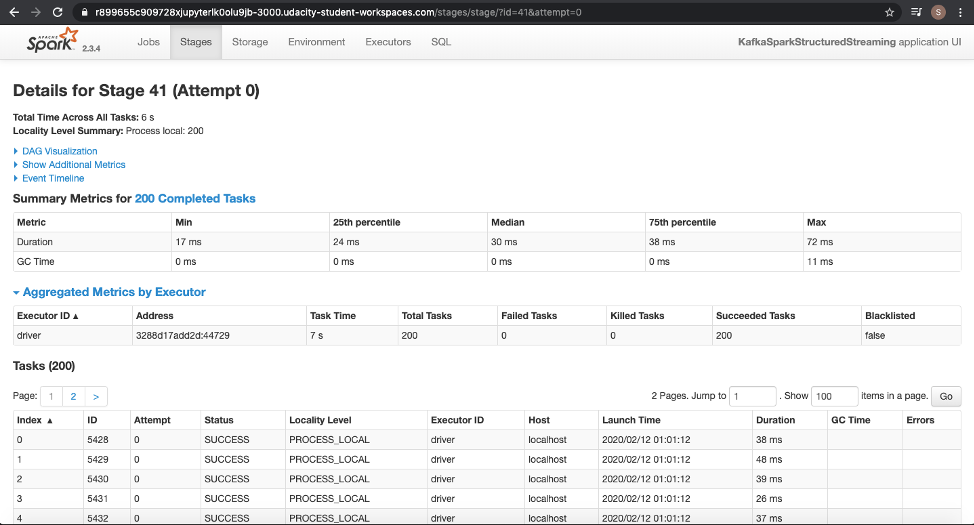 r899655c909728xjupyterlk0olu9jb-3000.udacity-student-workspaces.com/stages/stage/?id=41&attempt=0
S
APACHE Spark 2.3.4 Jobs Stages Storage Environment Executors SQL KafkaSparkStructuredStreaming application UI
Details for Stage 41 (Attempt 0)
Total Time Across All Tasks: 6 s
Locality Level Summary: Process local: 200
DAG Visualization
Show Additional Metrics
Event Timeline
Summary Metrics for 200 Completed Tasks
Metric Min 25th percentile Median 75th percentile Max
Duration 17 ms 24 ms 30 ms 38 ms 72 ms
GC Time 0 ms 0 ms 0 ms 0 ms 11 ms
Aggregated Metrics by Executor
Executor ID ▴ Address Task Time Total Tasks Failed Tasks Killed Tasks Succeeded Tasks Blacklisted
driver 3288d17add2d:44729 7 s 200 0 0 200 false
Tasks (200)
Page: 1 2 > 2 Pages. Jump to 1 . Show 100 items in a page. Go
Index ▴ ID Attempt Status Locality Level Executor ID Host Launch Time Duration GC Time Errors
0 5428 0 SUCCESS PROCESS_LOCAL driver localhost 2020/02/12 01:01:12 38 ms
1 5429 0 SUCCESS PROCESS_LOCAL driver localhost 2020/02/12 01:01:12 48 ms
2 5430 0 SUCCESS PROCESS_LOCAL driver localhost 2020/02/12 01:01:12 39 ms
3 5431 0 SUCCESS PROCESS_LOCAL driver localhost 2020/02/12 01:01:12 26 ms
4 5432 0 SUCCESS PROCESS_LOCAL driver localhost 2020/02/12 01:01:12 37 ms